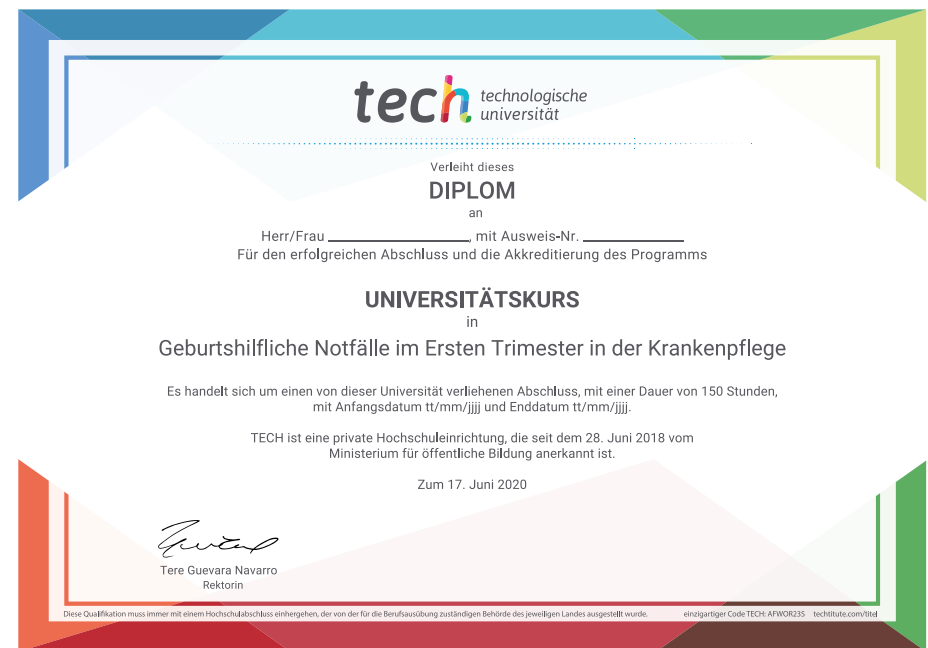 tech technologische
universität
Verleiht dieses
DIPLOM
an
Herr/Frau ____________________, mit Ausweis-Nr. ______________
Für den erfolgreichen Abschluss und die Akkreditierung des Programms
UNIVERSITÄTSKURS
in
Geburtshilfliche Notfälle im Ersten Trimester in der Krankenpflege
Es handelt sich um einen von dieser Universität verliehenen Abschluss, mit einer Dauer von 150 Stunden,
mit Anfangsdatum tt/mm/jjjj und Enddatum tt/mm/jjjj.
TECH ist eine private Hochschuleinrichtung, die seit dem 28. Juni 2018 vom
Ministerium für öffentliche Bildung anerkannt ist.
Zum 17. Juni 2020
Tere Guevara Navarro
Rektorin
Diese Qualifikation muss immer mit einem Hochschulabschluss einhergehen, der von der für die Berufsausübung zuständigen Behörde des jeweiligen Landes ausgestellt wurde. einzigartiger Code TECH: AFWOR23S techtitute.com/titel